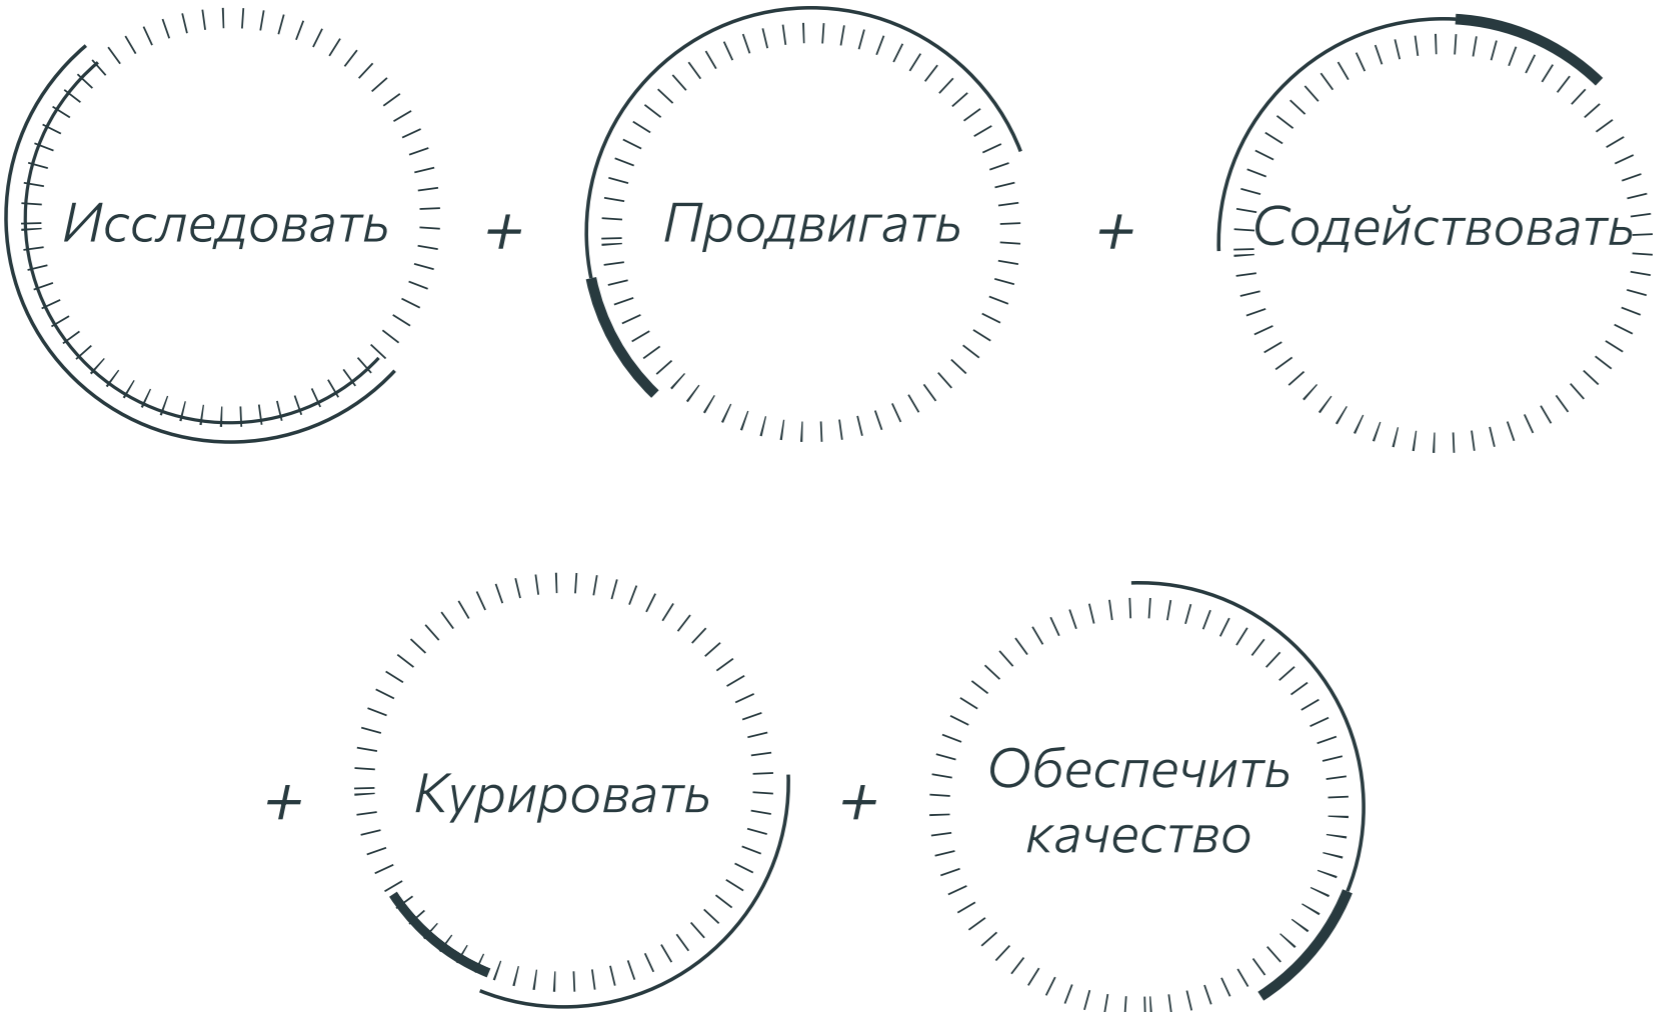 Исследовать + Продвигать + Содействовать
+ Курировать + Обеспечить
качество